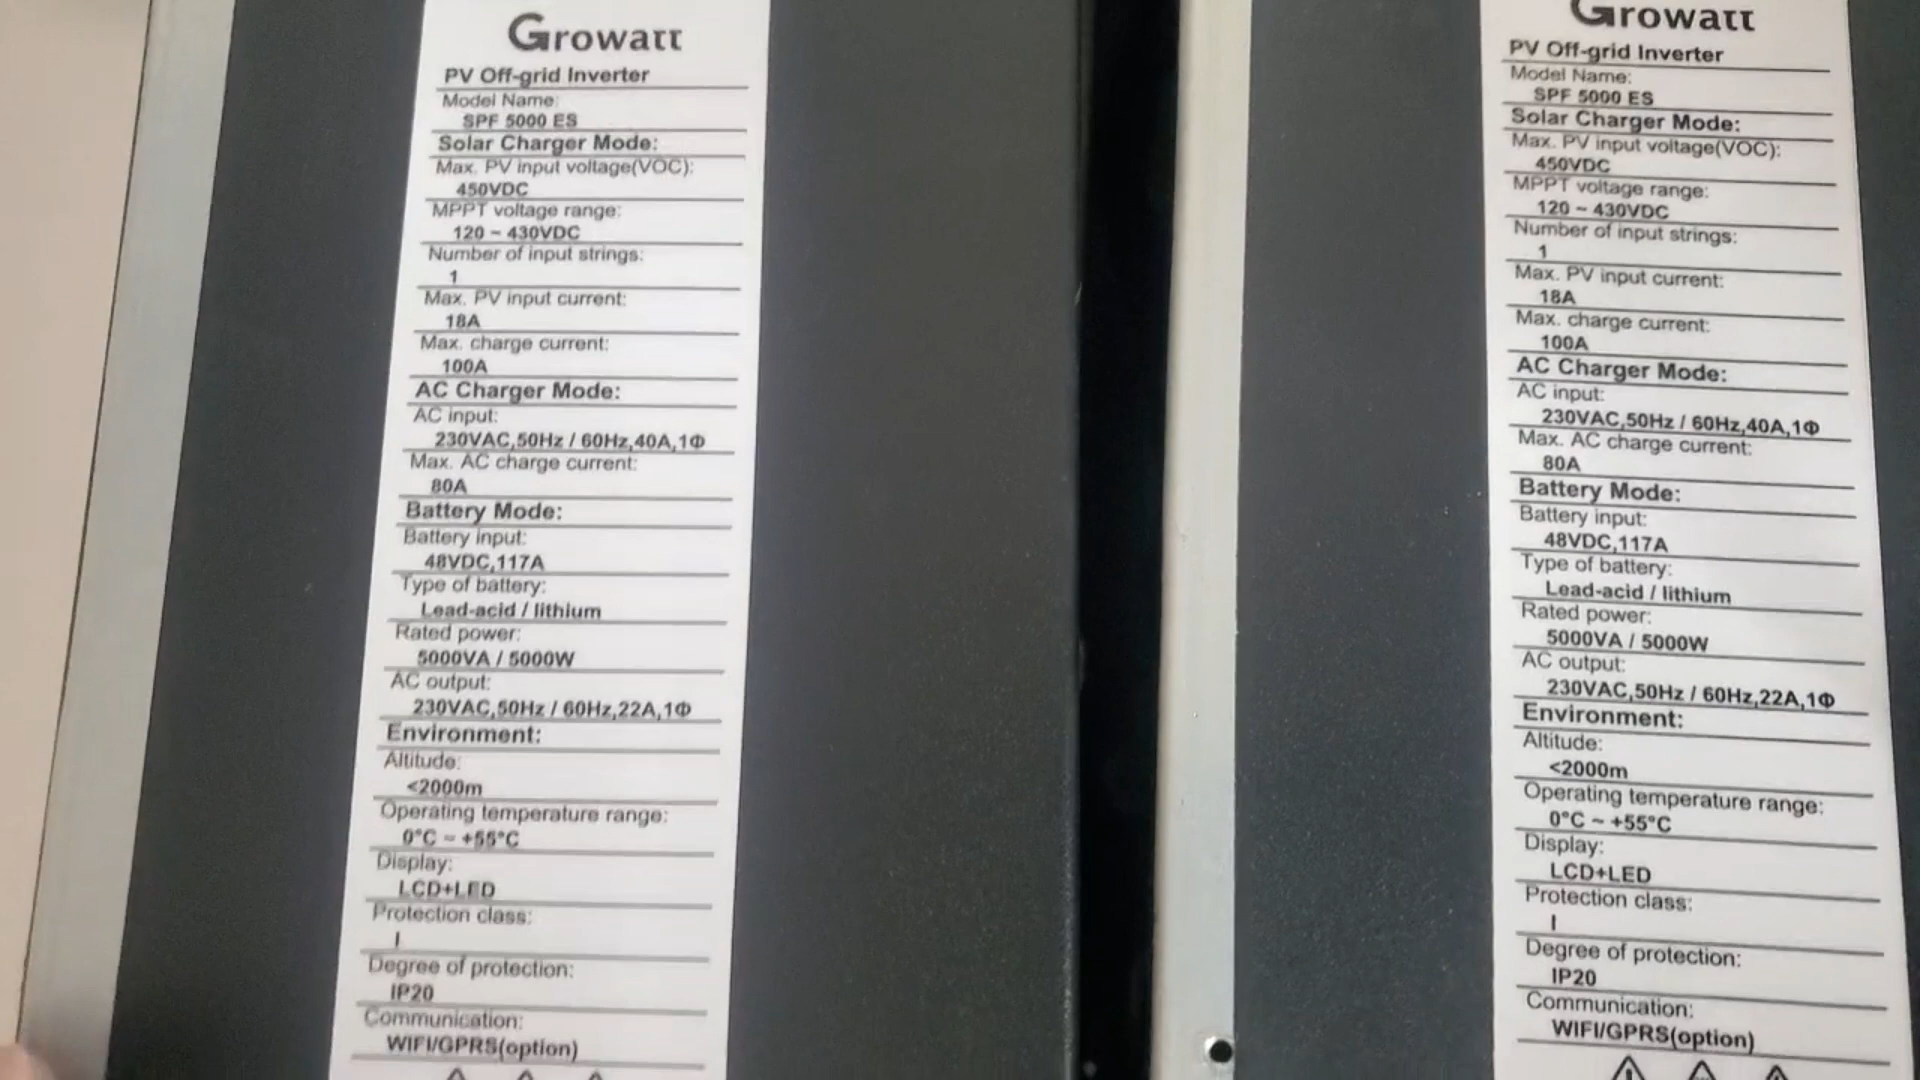 Growatt
PV Off-grid Inverter
Model Name:
SPF 5000 ES
Solar Charger Mode:
Max. PV input voltage(VOC):
450VDC
MPPT voltage range:
120 ~ 430VDC
Number of input strings:
1
Max. PV input current:
18A
Max. charge current:
100A
AC Charger Mode:
AC input:
230VAC,50Hz / 60Hz,40A,1Φ
Max. AC charge current:
80A
Battery Mode:
Battery input:
48VDC,117A
Type of battery:
Lead-acid / lithium
Rated power:
5000VA / 5000W
AC output:
230VAC,50Hz / 60Hz,22A,1Φ
Environment:
Altitude:
<2000m
Operating temperature range:
0°C ~ +55°C
Display:
LCD+LED
Protection class:
I
Degree of protection:
IP20
Communication:
WIFI/GPRS(option)
Growatt
PV Off-grid Inverter
Model Name:
SPF 5000 ES
Solar Charger Mode:
Max. PV input voltage(VOC):
450VDC
MPPT voltage range:
120 ~ 430VDC
Number of input strings:
1
Max. PV input current:
18A
Max. charge current:
100A
AC Charger Mode:
AC input:
230VAC,50Hz / 60Hz,40A,1Φ
Max. AC charge current:
80A
Battery Mode:
Battery input:
48VDC,117A
Type of battery:
Lead-acid / lithium
Rated power:
5000VA / 5000W
AC output:
230VAC,50Hz / 60Hz,22A,1Φ
Environment:
Altitude:
<2000m
Operating temperature range:
0°C ~ +55°C
Display:
LCD+LED
Protection class:
I
Degree of protection:
IP20
Communication:
WIFI/GPRS(option)